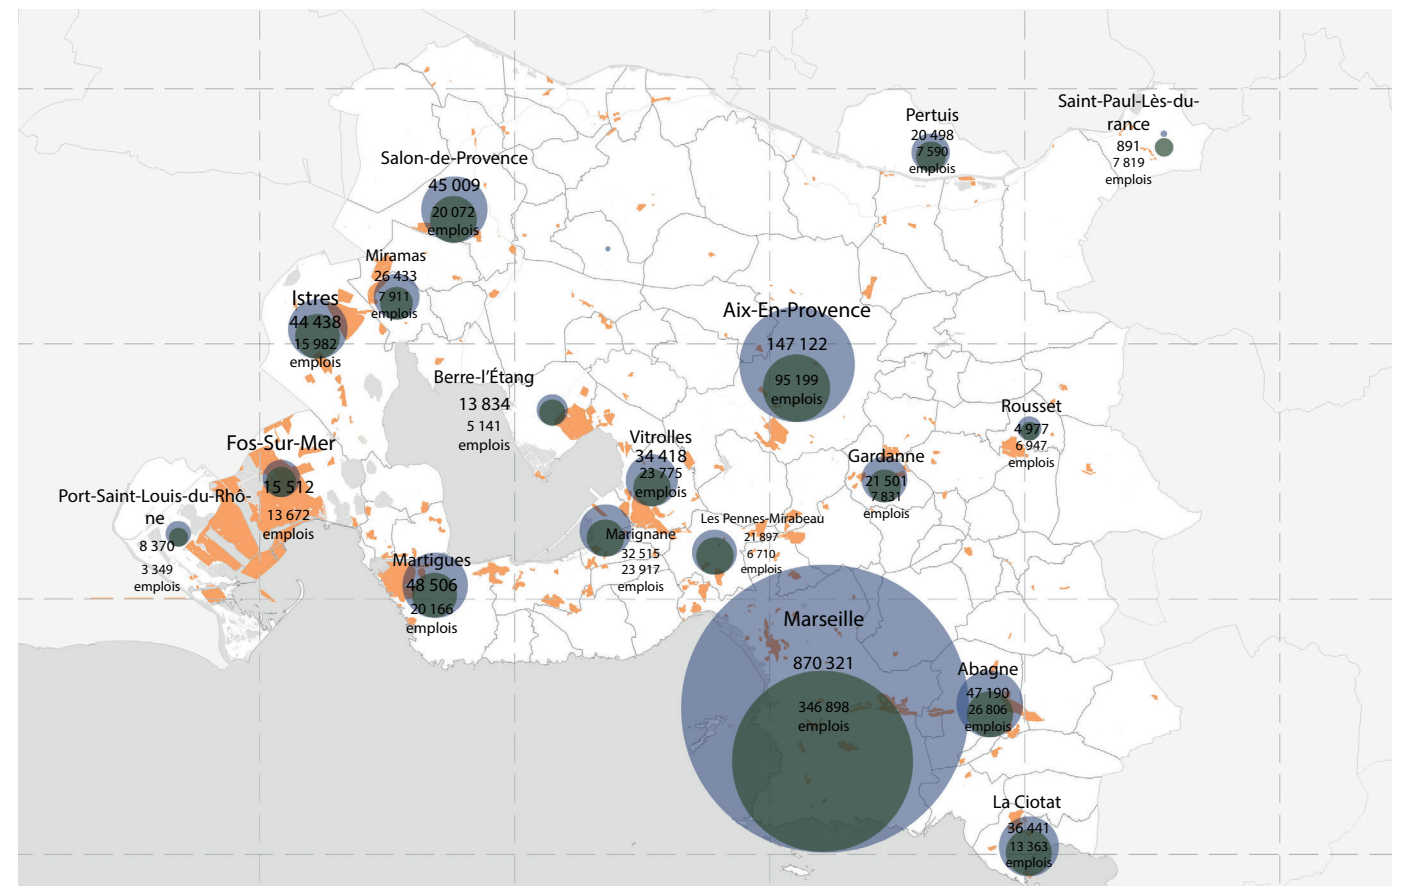 Saint-Paul-Lès-du-
rance
891
7 819
emplois
Pertuis
20 498
7 590
emplois
Salon-de-Provence
45 009
20 072
emplois
Miramas
26 433
7 911
emplois
Istres
44 438
15 982
emplois
Aix-En-Provence
147 122
95 199
emplois
Berre-l’Étang
13 834
5 141
emplois
Rousset
4 977
6 947
emplois
Vitrolles
34 418
23 775
emplois
Fos-Sur-Mer
15 512
13 672
emplois
Gardanne
21 501
7 831
emplois
Port-Saint-Louis-du-Rhô-
ne
8 370
3 349
emplois
Les Pennes-Mirabeau
21 897
6 710
emplois
Marignane
32 515
23 917
emplois
Martigues
48 506
20 166
emplois
Marseille
870 321
346 898
emplois
Abagne
47 190
26 806
emplois
La Ciotat
36 441
13 363
emplois